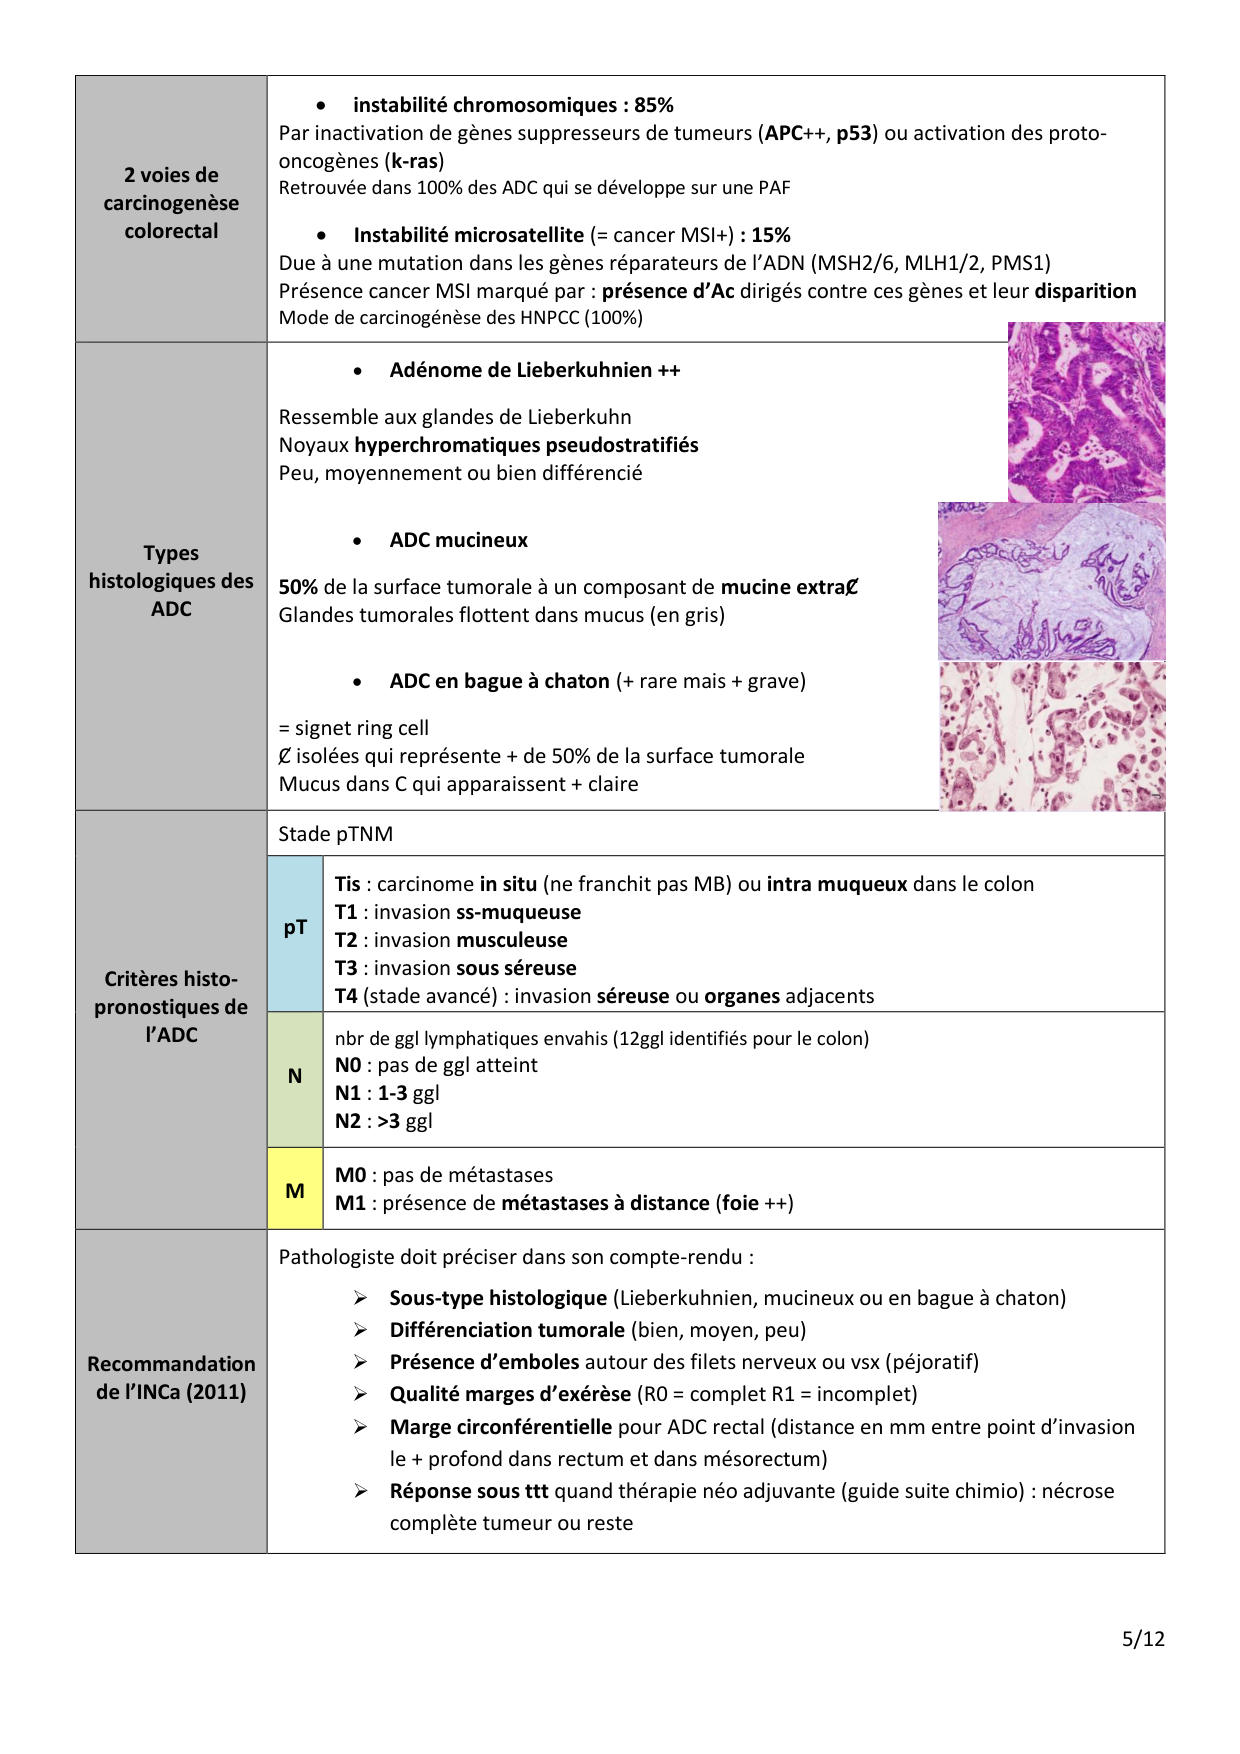 2 voies de
carcinogenèse
colorectal
• instabilité chromosomiques : 85%
Par inactivation de gènes suppresseurs de tumeurs (APC++, p53) ou activation des proto-
oncogènes (k-ras)
Retrouvée dans 100% des ADC qui se développe sur une PAF
• Instabilité microsatellite (= cancer MSI+) : 15%
Due à une mutation dans les gènes réparateurs de l’ADN (MSH2/6, MLH1/2, PMS1)
Présence cancer MSI marqué par : présence d’Ac dirigés contre ces gènes et leur disparition
Mode de carcinogénèse des HNPCC (100%)
Types
histologiques des
ADC
• Adénome de Lieberkuhnien ++
Ressemble aux glandes de Lieberkuhn
Noyaux hyperchromatiques pseudostratifiés
Peu, moyennement ou bien différencié
• ADC mucineux
50% de la surface tumorale à un composant de mucine extraȻ
Glandes tumorales flottent dans mucus (en gris)
• ADC en bague à chaton (+ rare mais + grave)
= signet ring cell
Ȼ isolées qui représente + de 50% de la surface tumorale
Mucus dans C qui apparaissent + claire
Critères histo-
pronostiques de
l’ADC
Stade pTNM
pT
Tis : carcinome in situ (ne franchit pas MB) ou intra muqueux dans le colon
T1 : invasion ss-muqueuse
T2 : invasion musculeuse
T3 : invasion sous séreuse
T4 (stade avancé) : invasion séreuse ou organes adjacents
N
nbr de ggl lymphatiques envahis (12ggl identifiés pour le colon)
N0 : pas de ggl atteint
N1 : 1-3 ggl
N2 : >3 ggl
M
M0 : pas de métastases
M1 : présence de métastases à distance (foie ++)
Recommandation
de l’INCa (2011)
Pathologiste doit préciser dans son compte-rendu :
➢ Sous-type histologique (Lieberkuhnien, mucineux ou en bague à chaton)
➢ Différenciation tumorale (bien, moyen, peu)
➢ Présence d’emboles autour des filets nerveux ou vsx (péjoratif)
➢ Qualité marges d’exérèse (R0 = complet R1 = incomplet)
➢ Marge circonférentielle pour ADC rectal (distance en mm entre point d’invasion
le + profond dans rectum et dans mésorectum)
➢ Réponse sous ttt quand thérapie néo adjuvante (guide suite chimio) : nécrose
complète tumeur ou reste
5/12